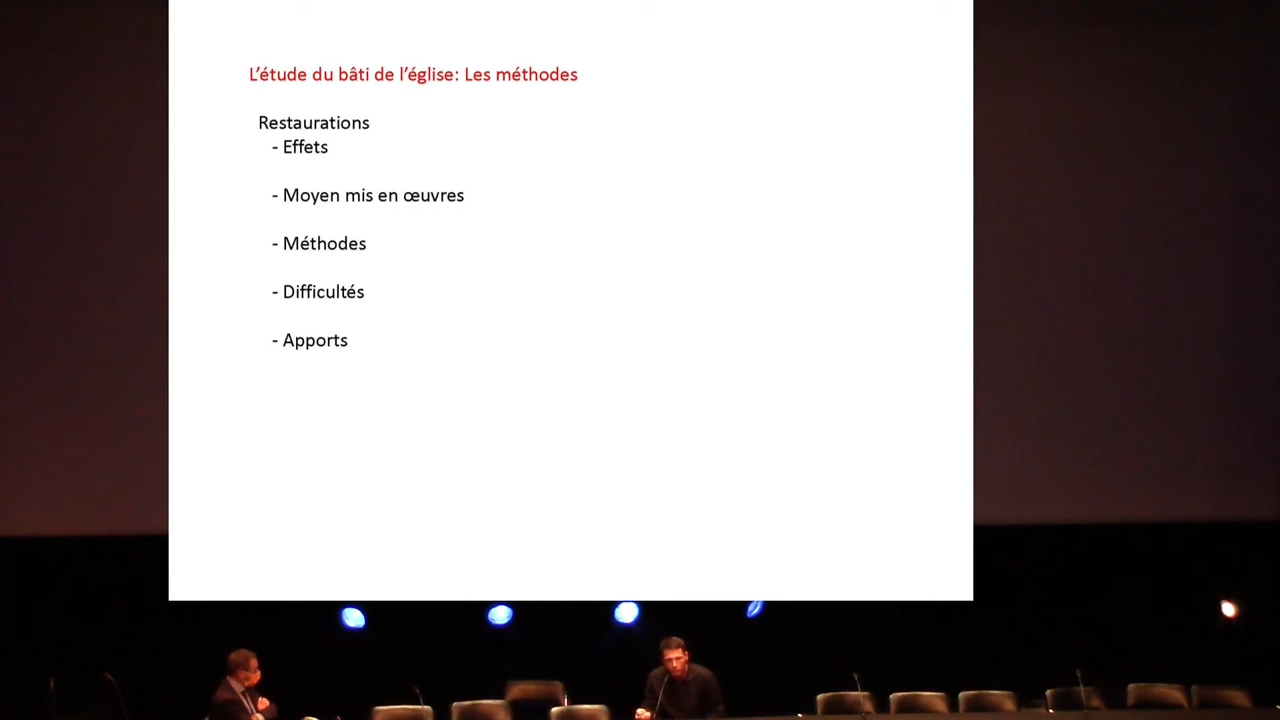 L'étude du bâti de l'église: Les méthodes
Restaurations
- Effets
- Moyen mis en œuvres
- Méthodes
- Difficultés
- Apports